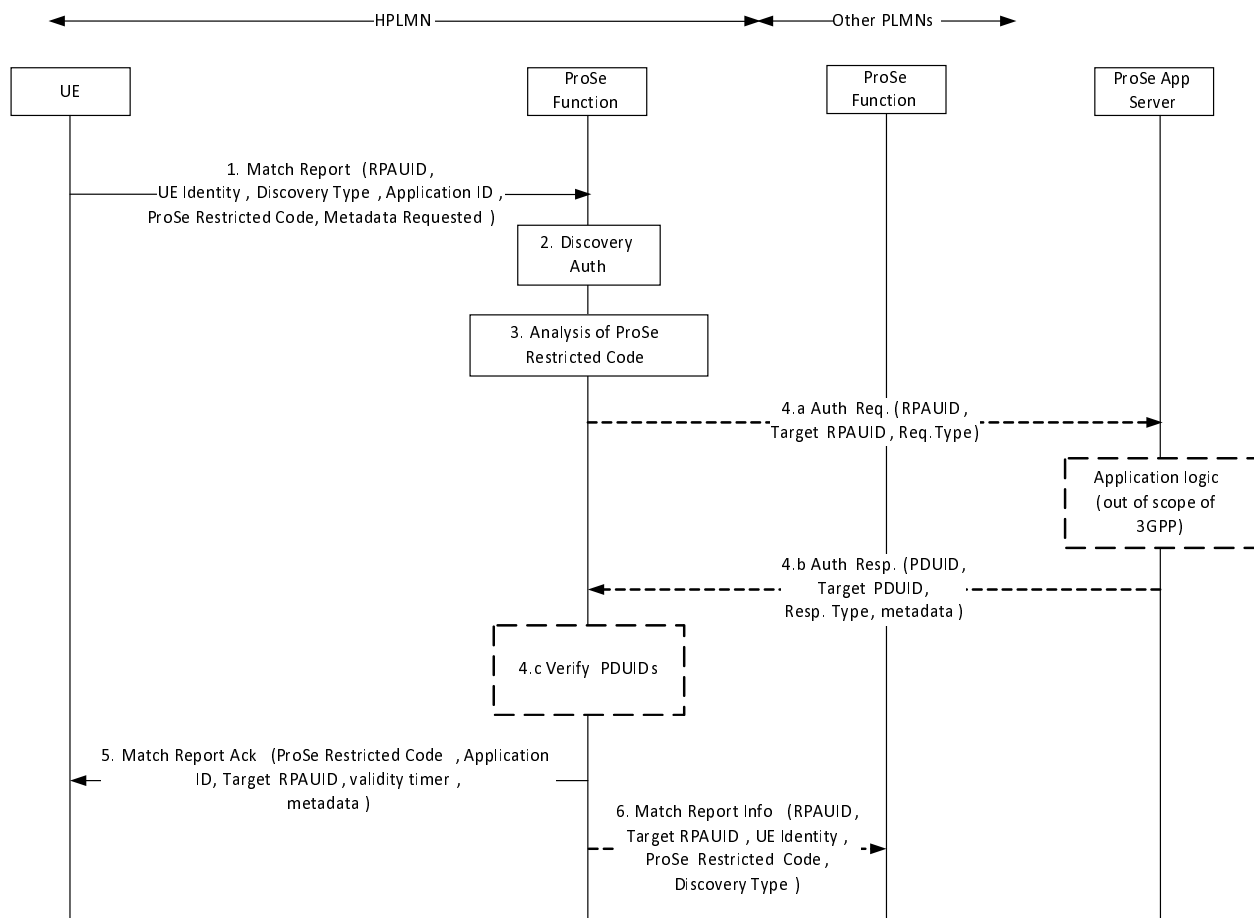 HPLMN
Other PLMNs
UE
ProSe
Function
ProSe
Function
ProSe App
Server
1. Match Report (RPAUID,
UE Identity, Discovery Type, Application ID,
ProSe Restricted Code, Metadata Requested)
2. Discovery
Auth
3. Analysis of ProSe
Restricted Code
4.a Auth Req. (RPAUID,
Target RPAUID, Req.Type)
Application logic
(out of scope of
3GPP)
4.b Auth Resp. (PDUID,
Target PDUID,
Resp. Type, metadata)
4.c Verify PDUIDs
5. Match Report Ack (ProSe Restricted Code, Application
ID, Target RPAUID, validity timer,
metadata)
6. Match Report Info (RPAUID,
Target RPAUID, UE Identity,
ProSe Restricted Code,
Discovery Type)